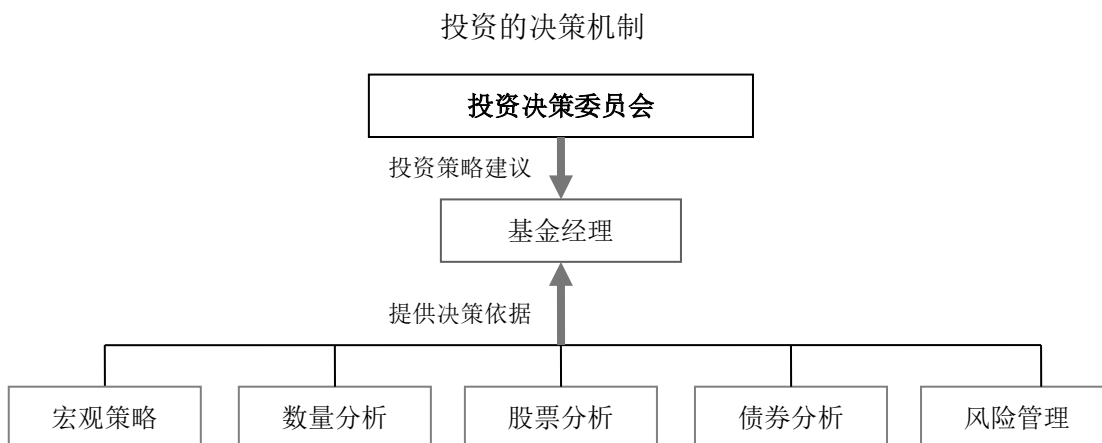 投资的决策机制
投资决策委员会
投资策略建议
基金经理
提供决策依据
宏观策略
数量分析
股票分析
债券分析
风险管理